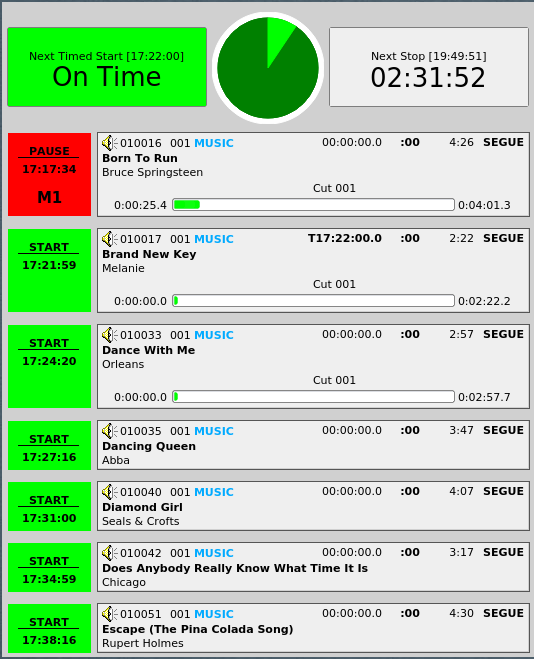 Next Timed Start [17:22:00]
On Time
Next Stop [19:49:51]
02:31:52
PAUSE
17:17:34
M1
010016 001 MUSIC 00:00:00.0 :00 4:26 SEGUE
Born To Run
Bruce Springsteen
Cut 001
0:00:25.4 0:04:01.3
START
17:21:59
010017 001 MUSIC T17:22:00.0 :00 2:22 SEGUE
Brand New Key
Melanie
Cut 001
0:00:00.0 0:02:22.2
START
17:24:20
010033 001 MUSIC 00:00:00.0 :00 2:57 SEGUE
Dance With Me
Orleans
Cut 001
0:00:00.0 0:02:57.7
START
17:27:16
010035 001 MUSIC 00:00:00.0 :00 3:47 SEGUE
Dancing Queen
Abba
START
17:31:00
010040 001 MUSIC 00:00:00.0 :00 4:07 SEGUE
Diamond Girl
Seals & Crofts
START
17:34:59
010042 001 MUSIC 00:00:00.0 :00 3:17 SEGUE
Does Anybody Really Know What Time It Is
Chicago
START
17:38:16
010051 001 MUSIC 00:00:00.0 :00 4:30 SEGUE
Escape (The Pina Colada Song)
Rupert Holmes